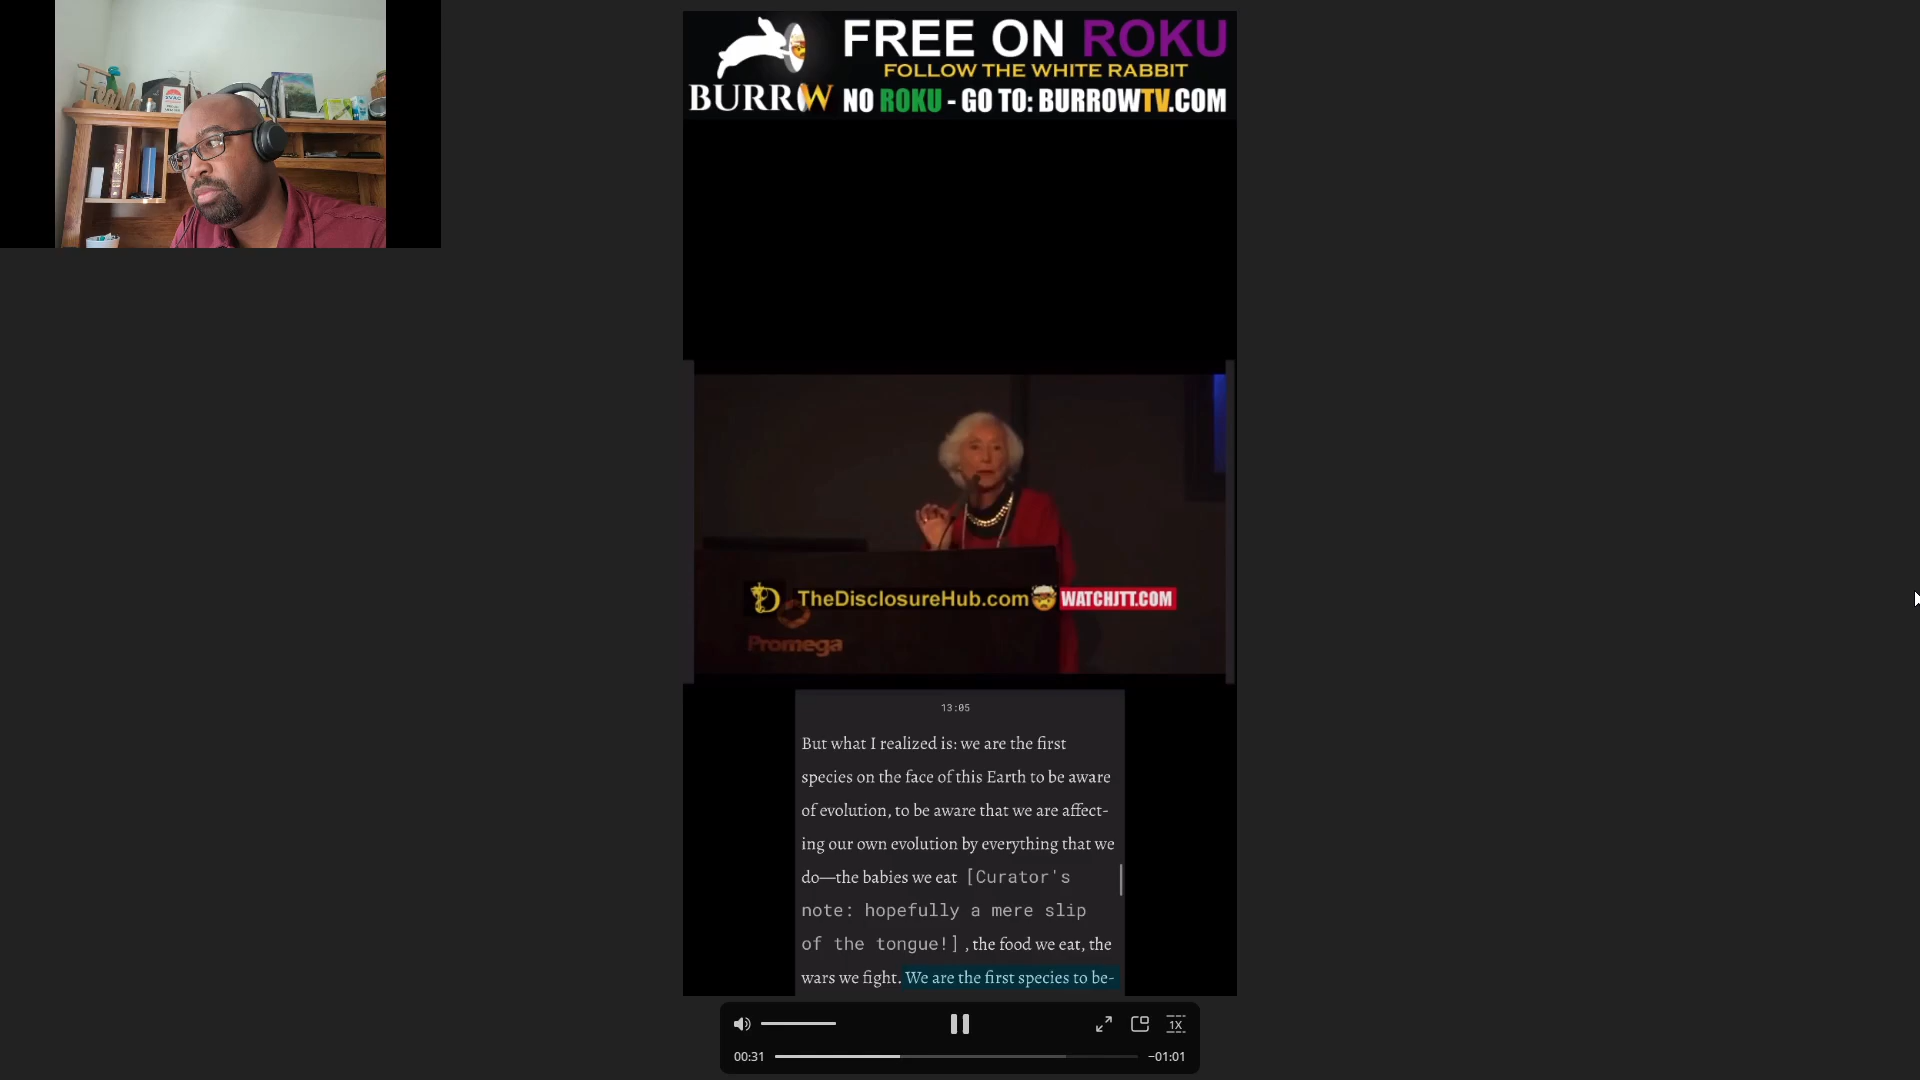 FREE ON ROKU
FOLLOW THE WHITE RABBIT
BURROW NO ROKU - GO TO: BURROWTV.COM
TheDisclosureHub.com WATCHJTT.COM
Promega
13:05
But what I realized is: we are the first
species on the face of this Earth to be aware
of evolution, to be aware that we are affect-
ing our own evolution by everything that we
do—the babies we eat [Curator's
note: hopefully a mere slip
of the tongue!] , the food we eat, the
wars we fight. We are the first species to be-
1X
00:31 −01:01